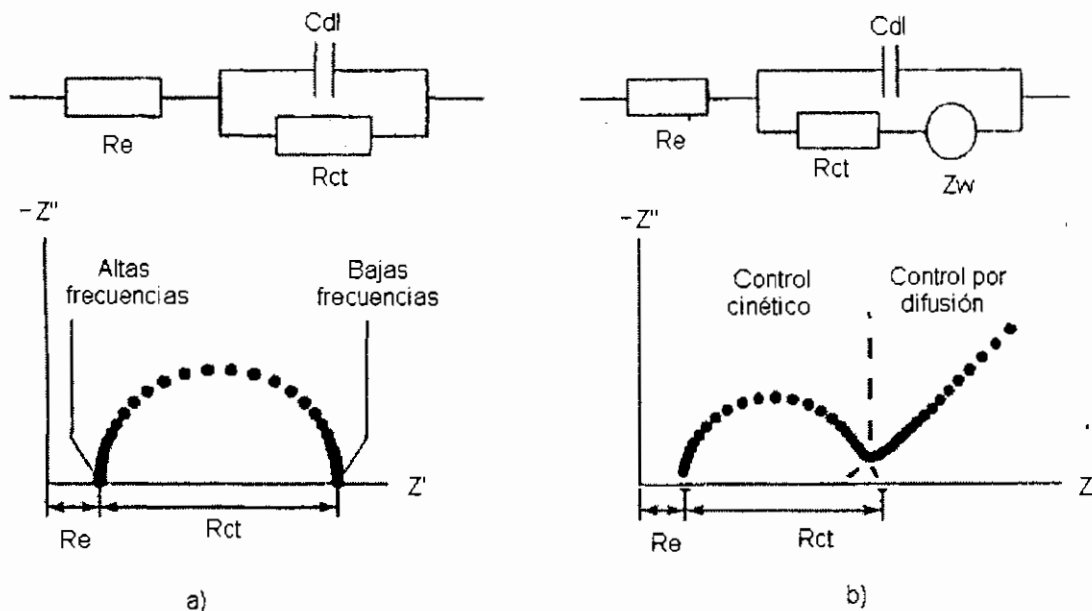 Cdl
Re
Rct
- Z"
Altas
frecuencias
Bajas
frecuencias
Z'
Re
Rct
a)
Cdl
Re
Rct
Zw
-Z"
Control
cinético
Control por
difusión
Z
Re
Rct
b)